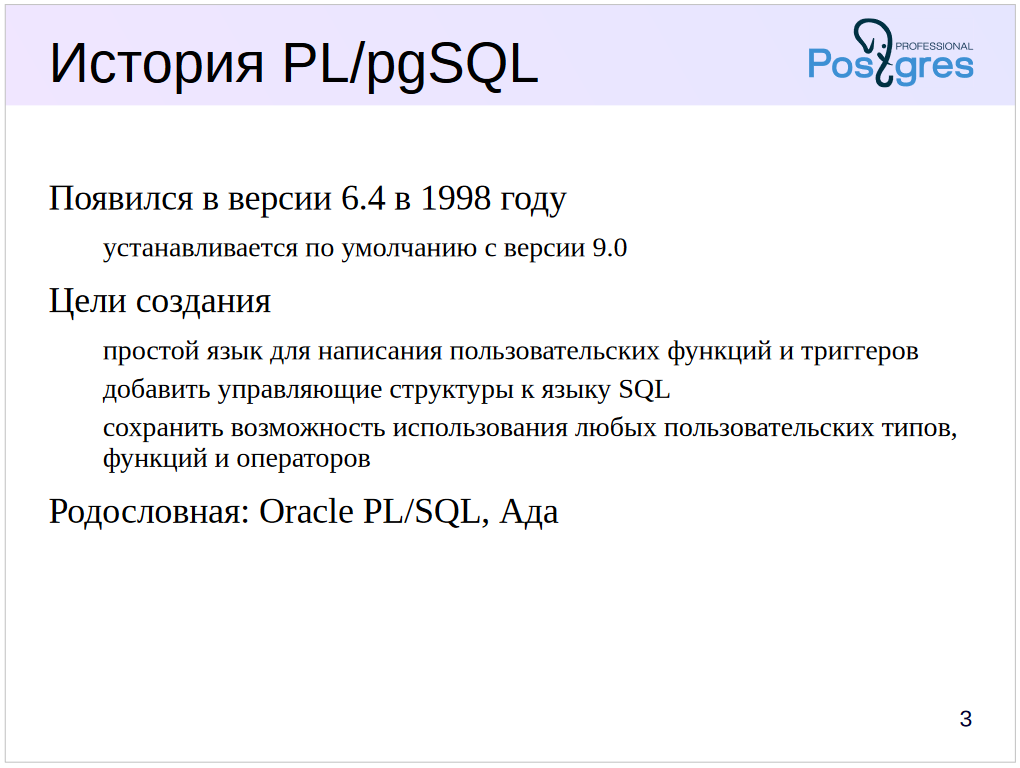 История PL/pgSQL
PROFESSIONAL
Postgres
Появился в версии 6.4 в 1998 году
устанавливается по умолчанию с версии 9.0
Цели создания
простой язык для написания пользовательских функций и триггеров
добавить управляющие структуры к языку SQL
сохранить возможность использования любых пользовательских типов,
функций и операторов
Родословная: Oracle PL/SQL, Ада
3